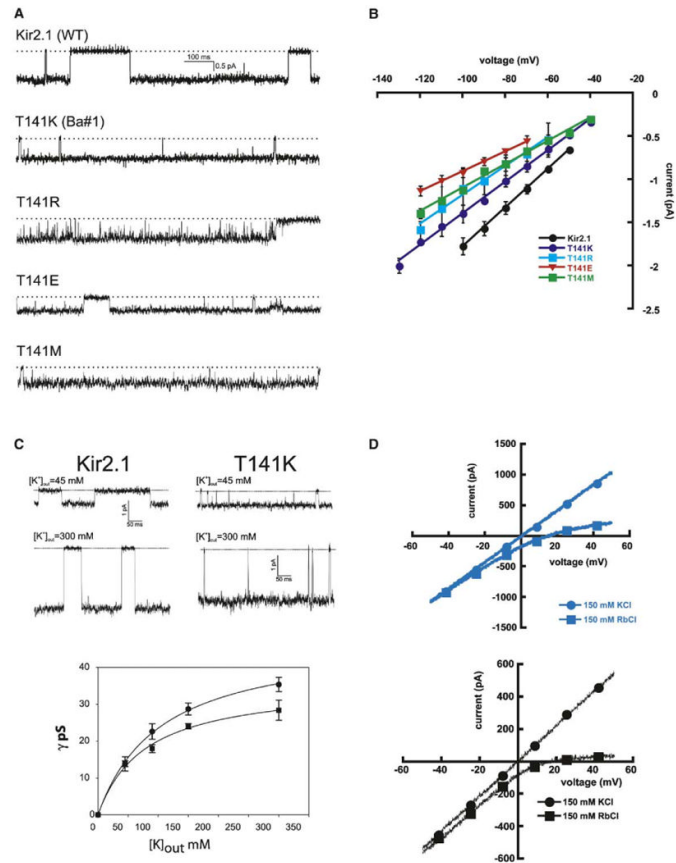 A
Kir2.1 (WT)
100 ms
0.5 pA
T141K (Ba#1)
T141R
T141E
T141M
B
voltage (mV)
-140 -120 -100 -80 -60 -40 -20
0
-0.5
-1
-1.5
-2
-2.5
current (pA)
Kir2.1
T141K
T141R
T141E
T141M
C
Kir2.1 T141K
[K+]out=45 mM [K+]out=45 mM
1 pA
50 ms
[K+]out=300 mM [K+]out=300 mM
1 pA
50 ms
40
30
20
10
0
γ pS
0 50 100 150 200 250 300 350
[K]out mM
D
1500
1000
500
-500
-1000
-1500
current (pA)
-60 -40 -20 0 20 40 60
voltage (mV)
150 mM KCl
150 mM RbCl
600
400
200
-200
-400
-600
current (pA)
-60 -40 -20 0 20 40 60
voltage (mV)
150 mM KCl
150 mM RbCl